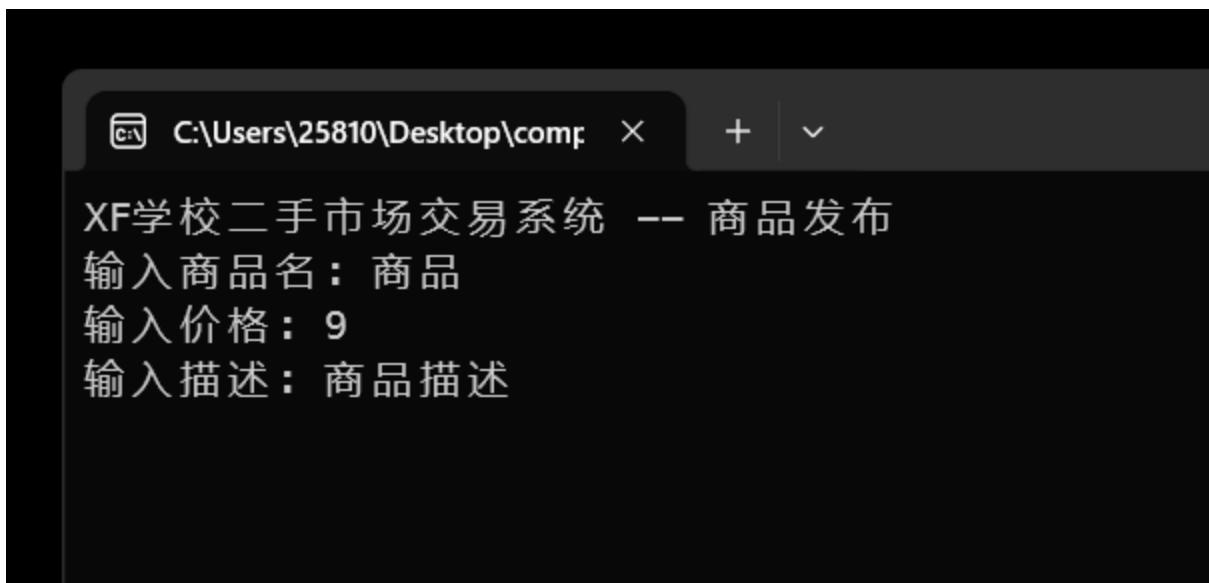 C:\Users\25810\Desktop\comp
XF学校二手市场交易系统 -- 商品发布
输入商品名: 商品
输入价格: 9
输入描述: 商品描述